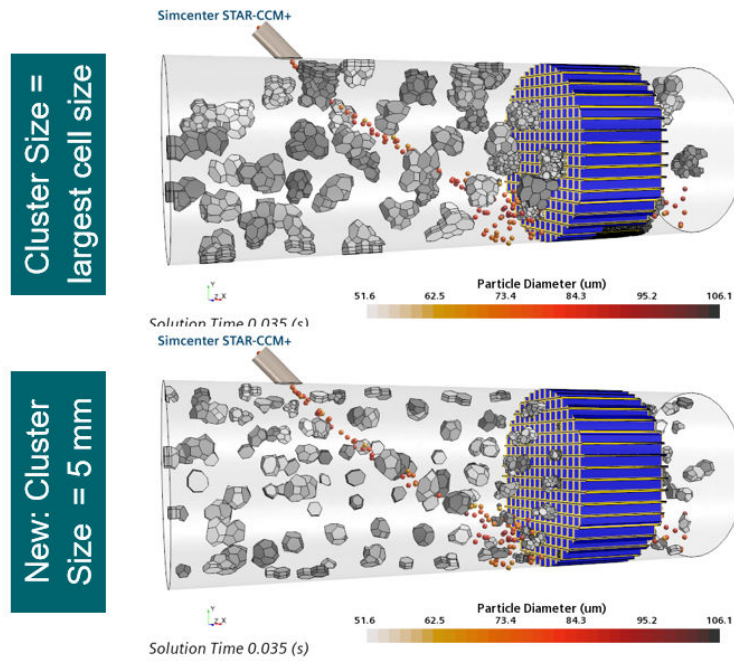 Simcenter STAR-CCM+
Cluster Size =
largest cell size
Particle Diameter (um)
51.6 62.5 73.4 84.3 95.2 106.1
Y
Z X
Solution Time 0.035 (s)
Simcenter STAR-CCM+
New: Cluster
Size = 5 mm
Particle Diameter (um)
51.6 62.5 73.4 84.3 95.2 106.1
Y
Z X
Solution Time 0.035 (s)